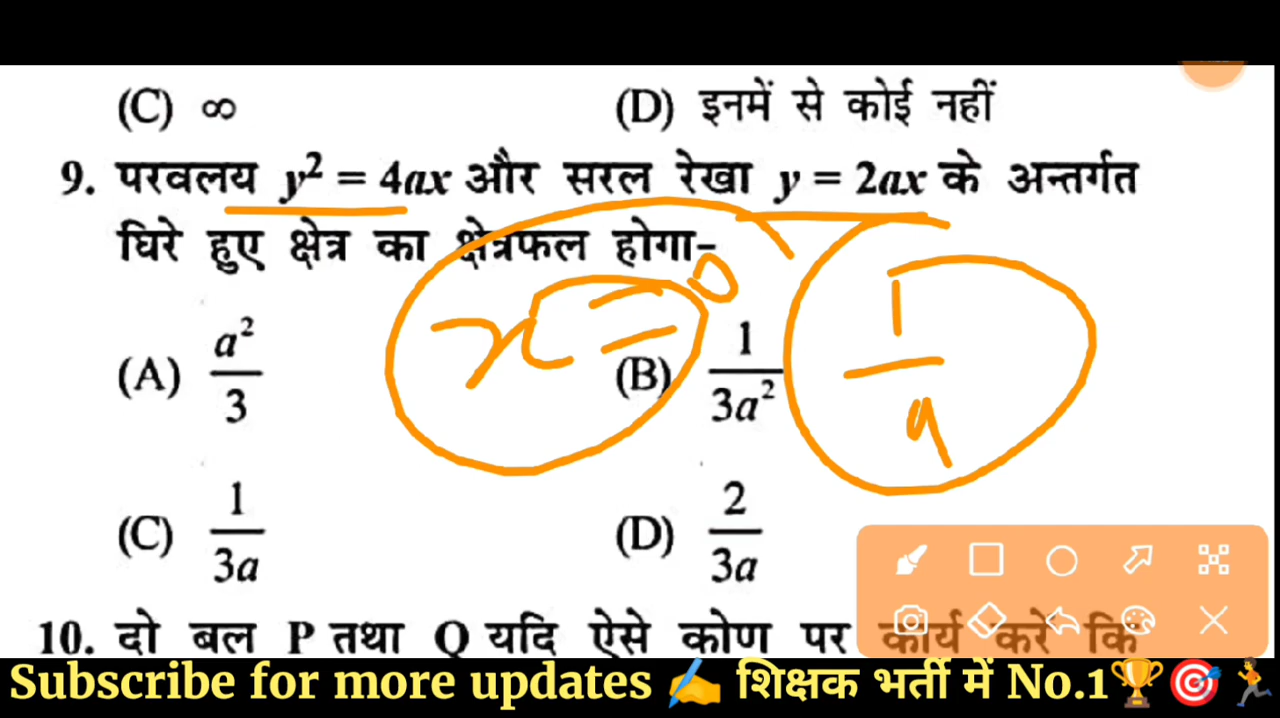 (C) ∞ (D) इनमें से कोई नहीं
9. परवलय y² = 4ax और सरल रेखा y = 2ax के अन्तर्गत
घिरे हुए क्षेत्र का क्षेत्रफल होगा-
x = 0
1/a
(A) a²/3 (B) 1/3a²
(C) 1/3a (D) 2/3a
10. दो बल P तथा Q यदि ऐसे कोण पर कार्य करें कि
Subscribe for more updates ✍️ शिक्षक भर्ती में No.1🏆🎯🏃